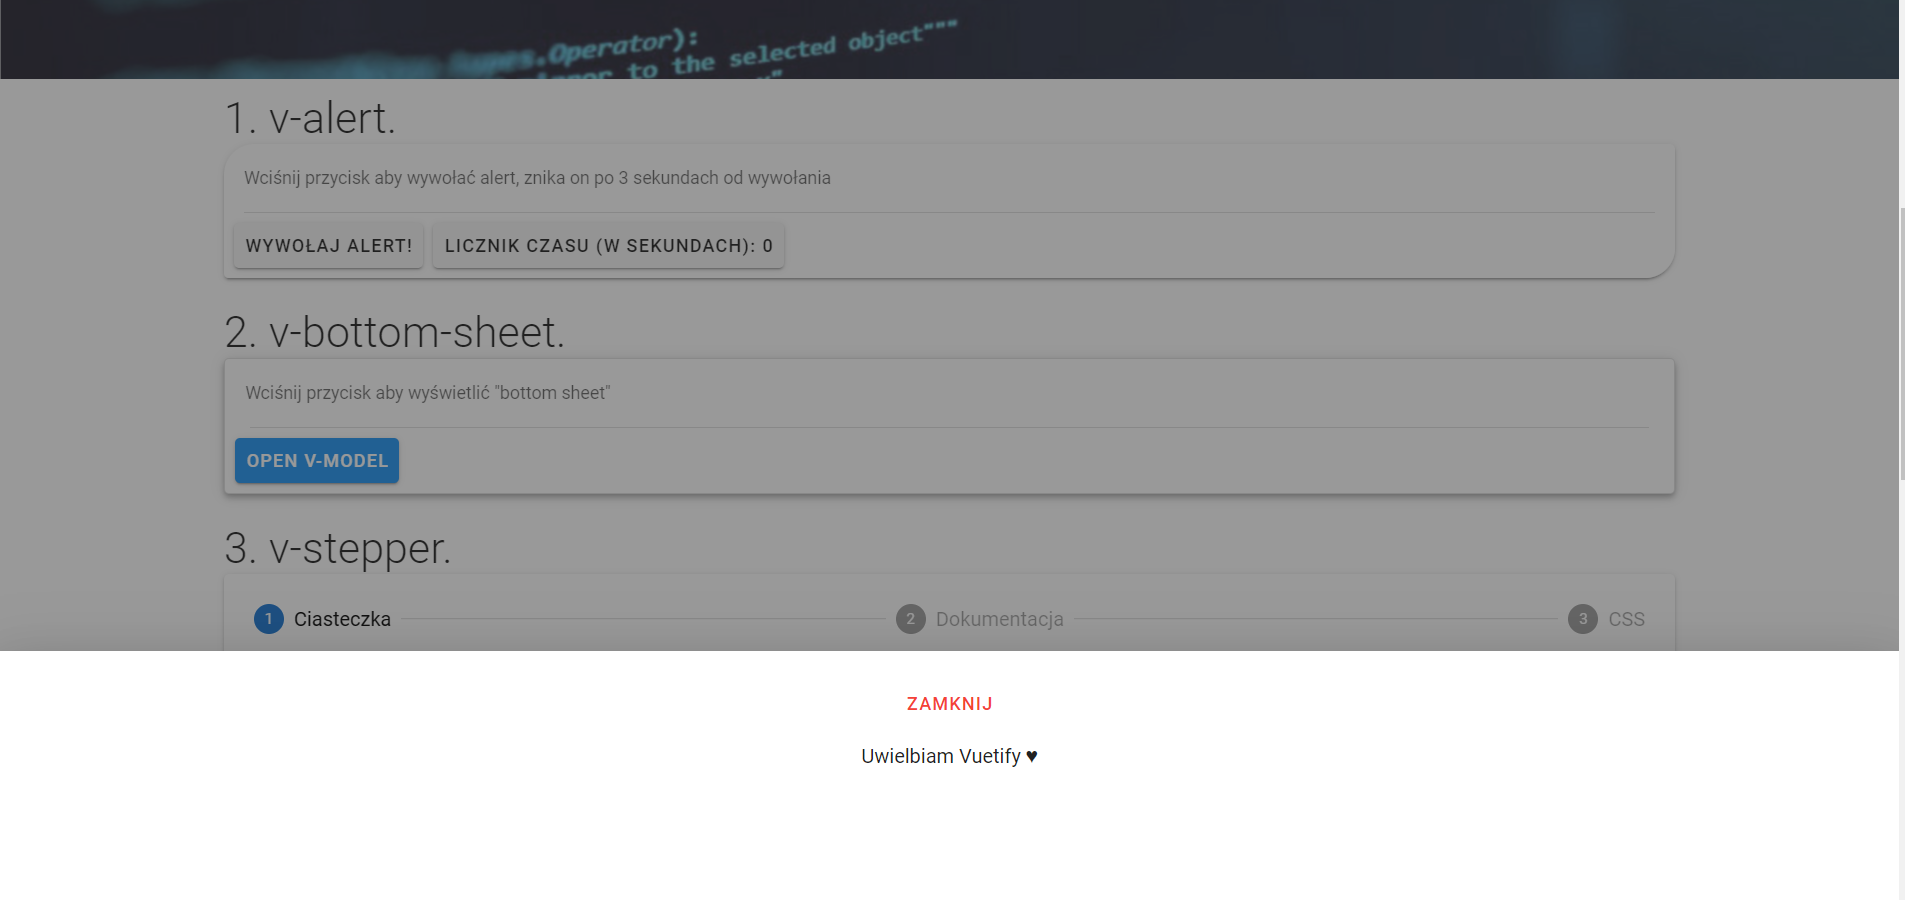 .types.Operator):
to the selected object"""
1. v-alert.
Wciśnij przycisk aby wywołać alert, znika on po 3 sekundach od wywołania
WYWOŁAJ ALERT! LICZNIK CZASU (W SEKUNDACH): 0
2. v-bottom-sheet.
Wciśnij przycisk aby wyświetlić "bottom sheet"
OPEN V-MODEL
3. v-stepper.
1 Ciasteczka 2 Dokumentacja 3 CSS
ZAMKNIJ
Uwielbiam Vuetify ♥